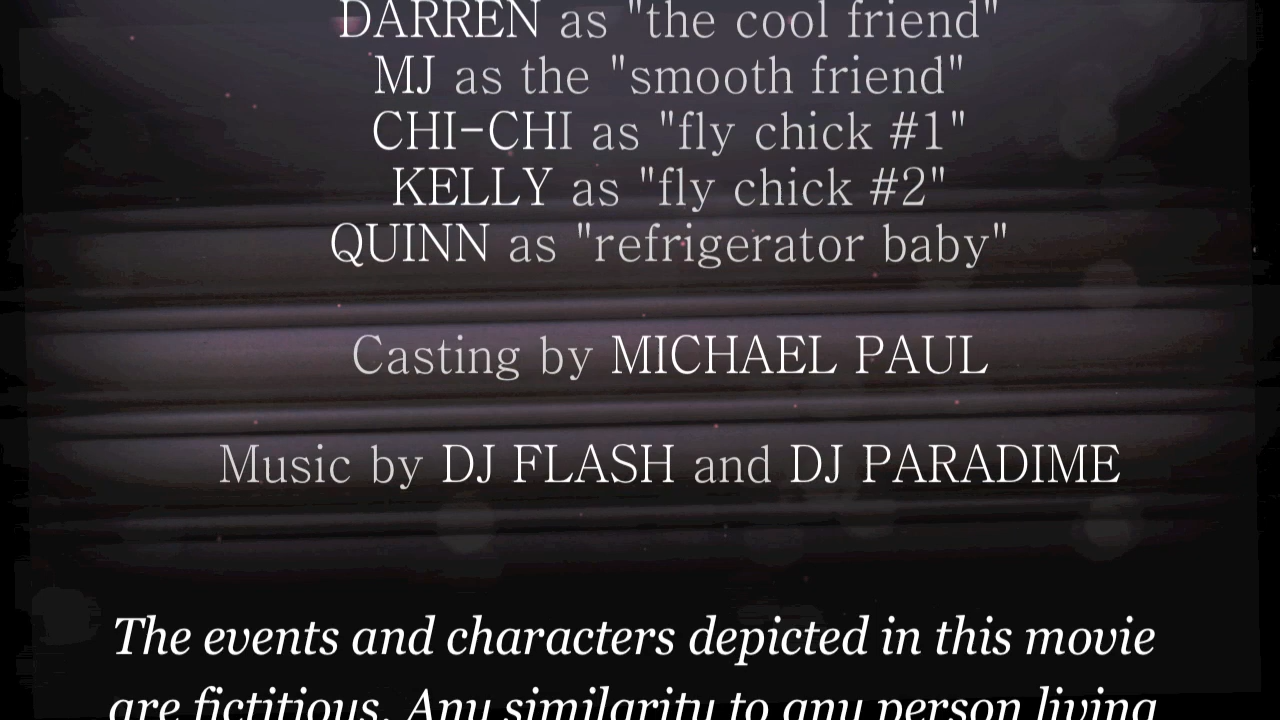 DARREN as "the cool friend"
MJ as the "smooth friend"
CHI-CHI as "fly chick #1"
KELLY as "fly chick #2"
QUINN as "refrigerator baby"
Casting by MICHAEL PAUL
Music by DJ FLASH and DJ PARADIME
The events and characters depicted in this movie
are fictitious. Any similarity to any person living